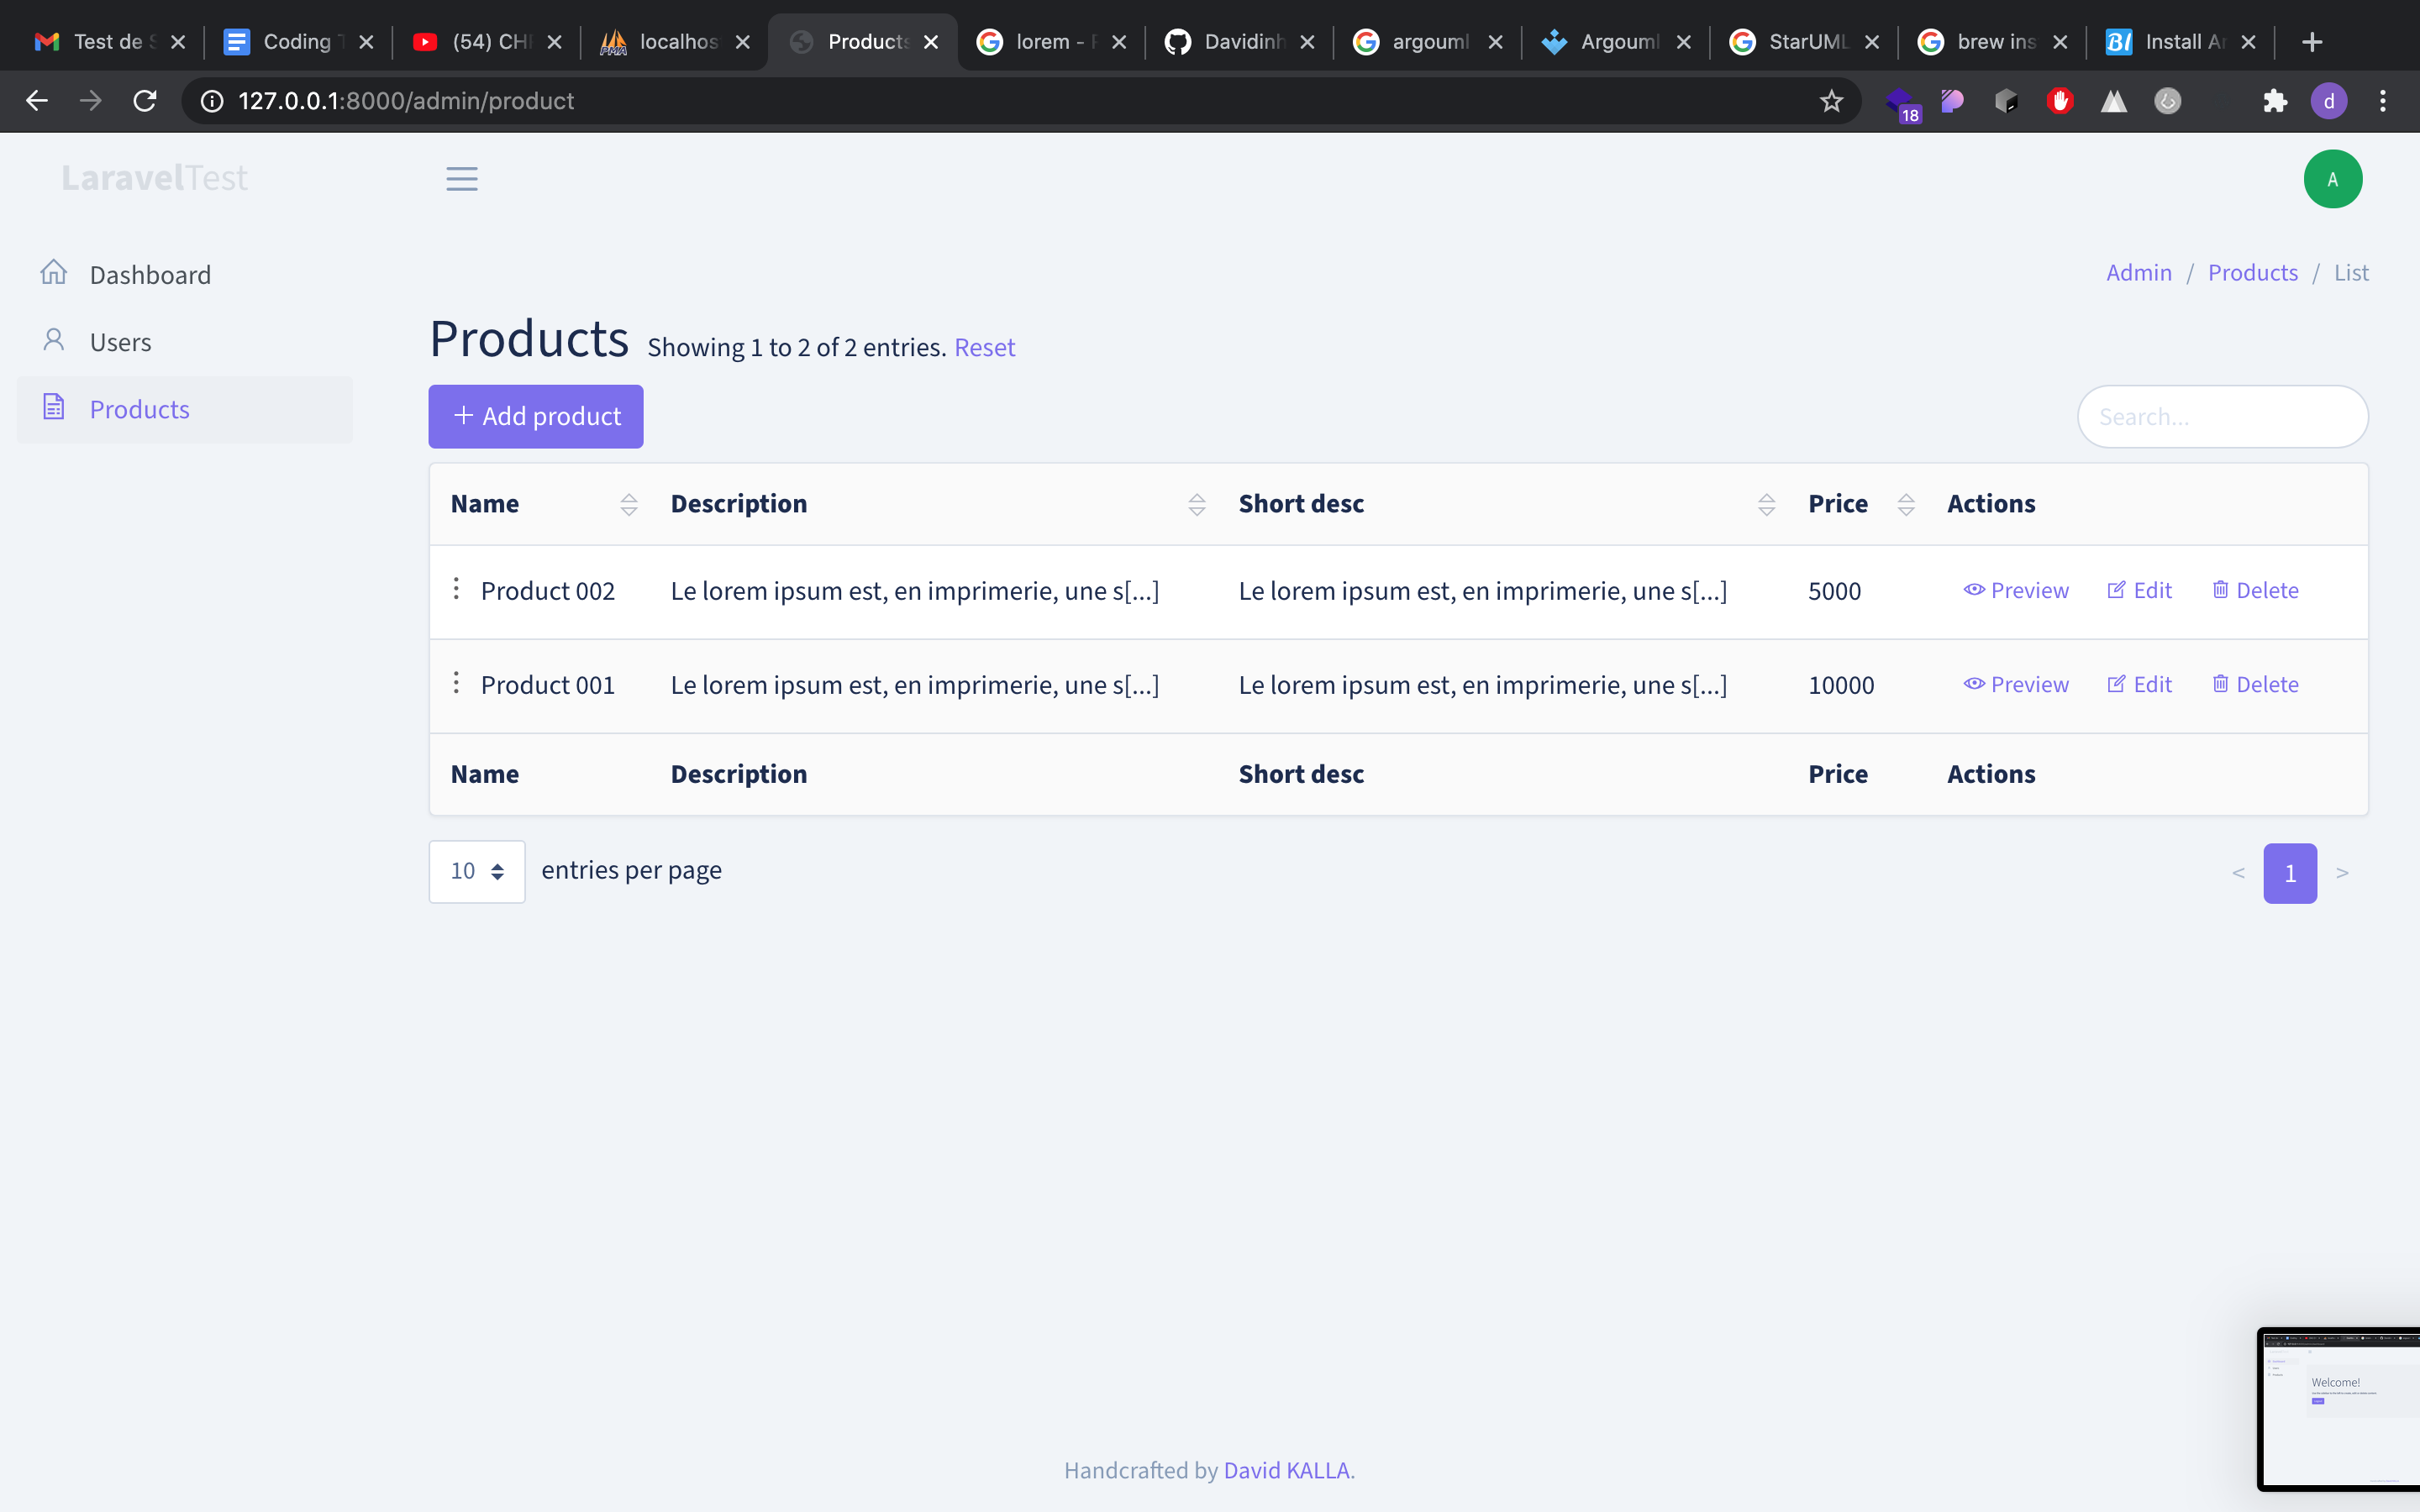 Test de S Coding T (54) CH localhos Products lorem - Davidinh argouml Argouml StarUML brew ins Install Ar
127.0.0.1:8000/admin/product 18 d
LaravelTest A
Dashboard
Users
Products
Admin / Products / List
Products Showing 1 to 2 of 2 entries. Reset
+ Add product Search...
Name Description Short desc Price Actions
Product 002 Le lorem ipsum est, en imprimerie, une s[...] Le lorem ipsum est, en imprimerie, une s[...] 5000 Preview Edit Delete
Product 001 Le lorem ipsum est, en imprimerie, une s[...] Le lorem ipsum est, en imprimerie, une s[...] 10000 Preview Edit Delete
Name Description Short desc Price Actions
10 entries per page < 1 >
Welcome!
Handcrafted by David KALLA.